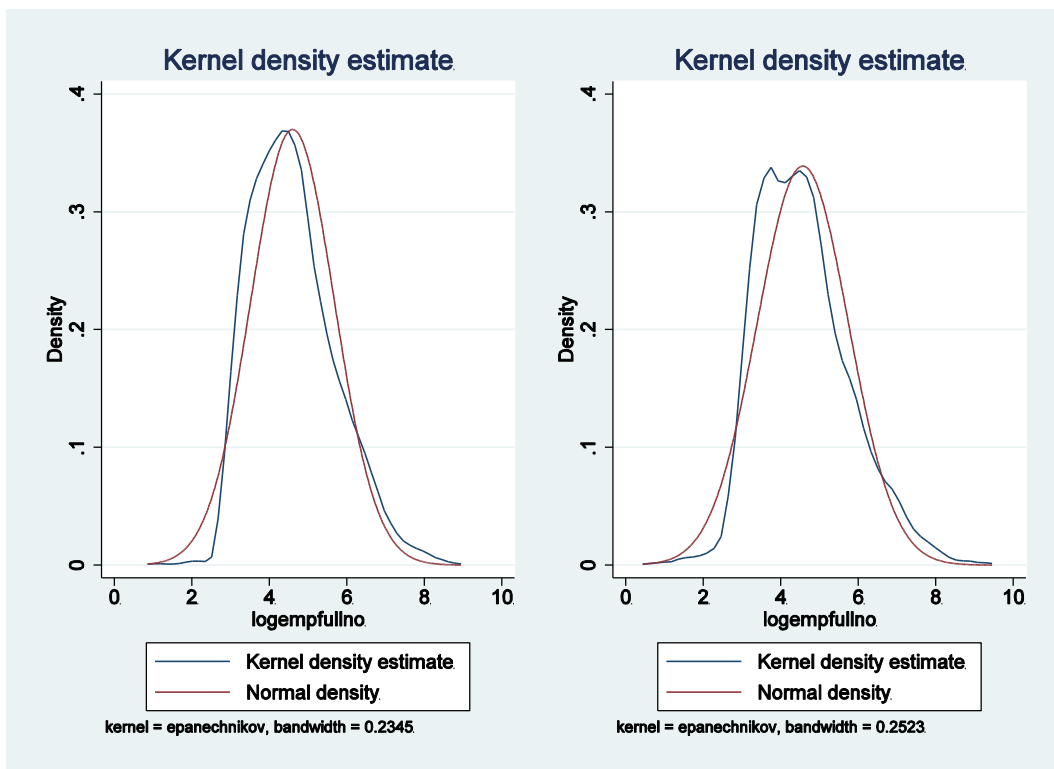 Kernel density estimate
.4
.3
.2
.1
0
Density
0 2 4 6 8 10
logempfullno
Kernel density estimate
Normal density
kernel = epanechnikov, bandwidth = 0.2345
Kernel density estimate
.4
.3
.2
.1
0
Density
0 2 4 6 8 10
logempfullno
Kernel density estimate
Normal density
kernel = epanechnikov, bandwidth = 0.2523